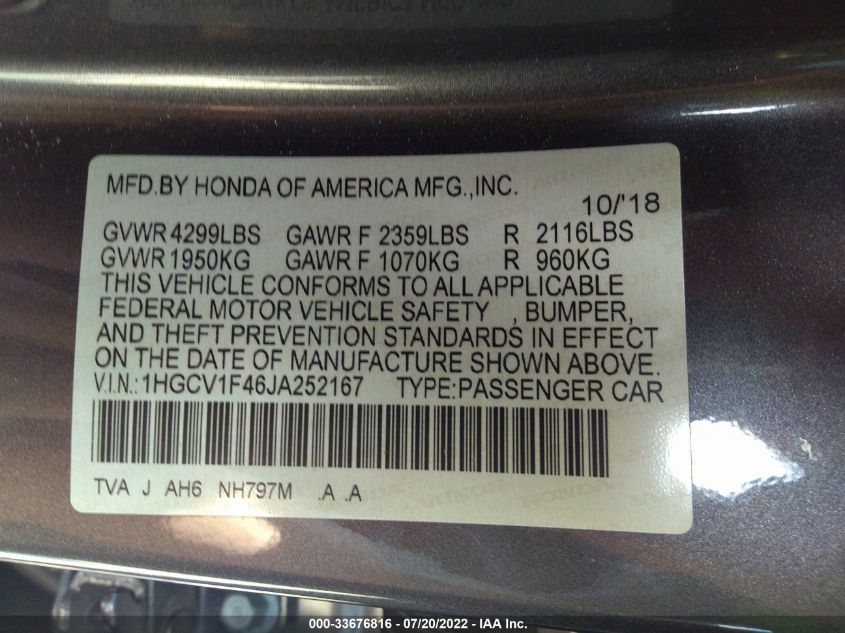 MFD.BY HONDA OF AMERICA MFG.,INC.
10/'18
GVWR 4299LBS GAWR F 2359LBS R 2116LBS
GVWR 1950KG GAWR F 1070KG R 960KG
THIS VEHICLE CONFORMS TO ALL APPLICABLE
FEDERAL MOTOR VEHICLE SAFETY , BUMPER,
AND THEFT PREVENTION STANDARDS IN EFFECT
ON THE DATE OF MANUFACTURE SHOWN ABOVE.
V.I.N.:1HGCV1F46JA252167 TYPE:PASSENGER CAR
TVA J AH6 NH797M .A .A
000-33676816 - 07/20/2022 - IAA Inc.